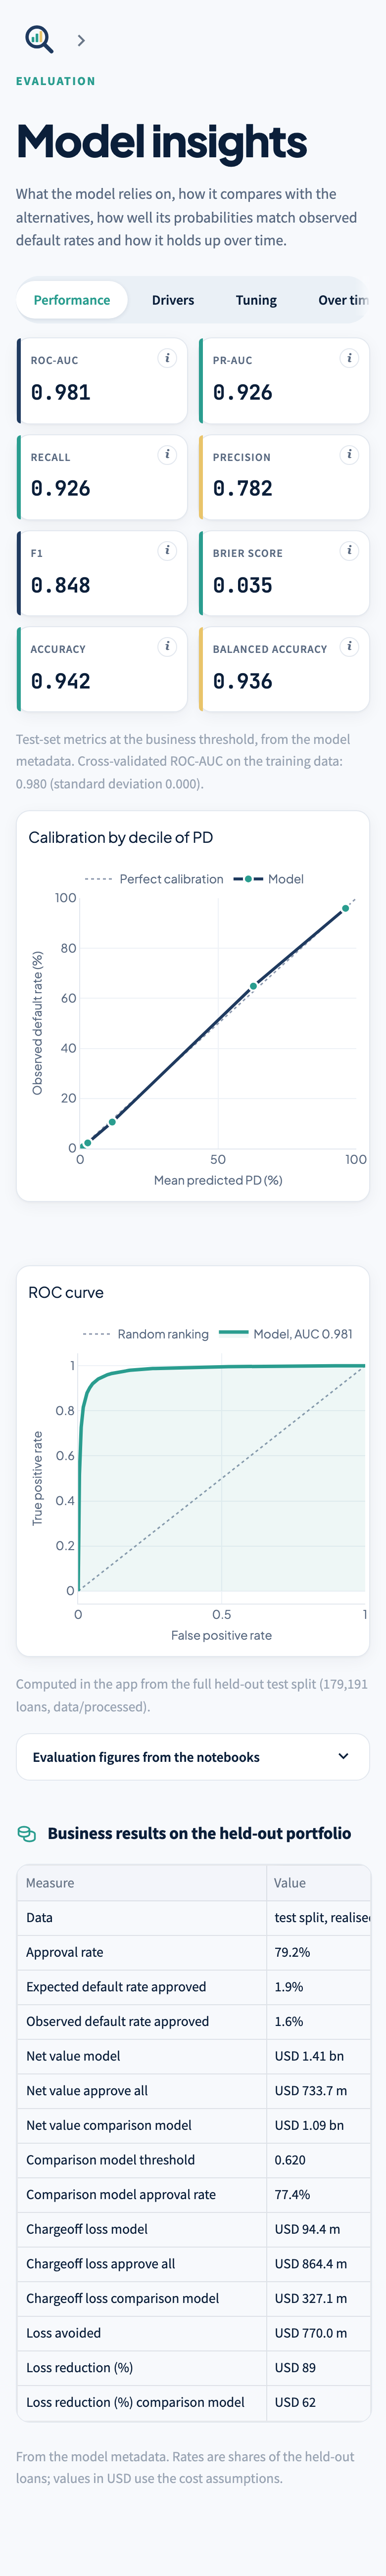 EVALUATION
Model insights
What the model relies on, how it compares with the
alternatives, how well its probabilities match observed
default rates and how it holds up over time.
Performance Drivers Tuning Over tim
ROC-AUC i PR-AUC i
0.981 0.926
RECALL i PRECISION i
0.926 0.782
F1 i BRIER SCORE i
0.848 0.035
ACCURACY i BALANCED ACCURACY i
0.942 0.936
Test-set metrics at the business threshold, from the model
metadata. Cross-validated ROC-AUC on the training data:
0.980 (standard deviation 0.000).
Calibration by decile of PD
Perfect calibration Model
Observed default rate (%)
100
80
60
40
20
0
0 50 100
Mean predicted PD (%)
ROC curve
Random ranking Model, AUC 0.981
True positive rate
1
0.8
0.6
0.4
0.2
0
0 0.5 1
False positive rate
Computed in the app from the full held-out test split (179,191
loans, data/processed).
Evaluation figures from the notebooks
Business results on the held-out portfolio
Measure Value
Data test split, realised
Approval rate 79.2%
Expected default rate approved 1.9%
Observed default rate approved 1.6%
Net value model USD 1.41 bn
Net value approve all USD 733.7 m
Net value comparison model USD 1.09 bn
Comparison model threshold 0.620
Comparison model approval rate 77.4%
Chargeoff loss model USD 94.4 m
Chargeoff loss approve all USD 864.4 m
Chargeoff loss comparison model USD 327.1 m
Loss avoided USD 770.0 m
Loss reduction (%) USD 89
Loss reduction (%) comparison model USD 62
From the model metadata. Rates are shares of the held-out
loans; values in USD use the cost assumptions.